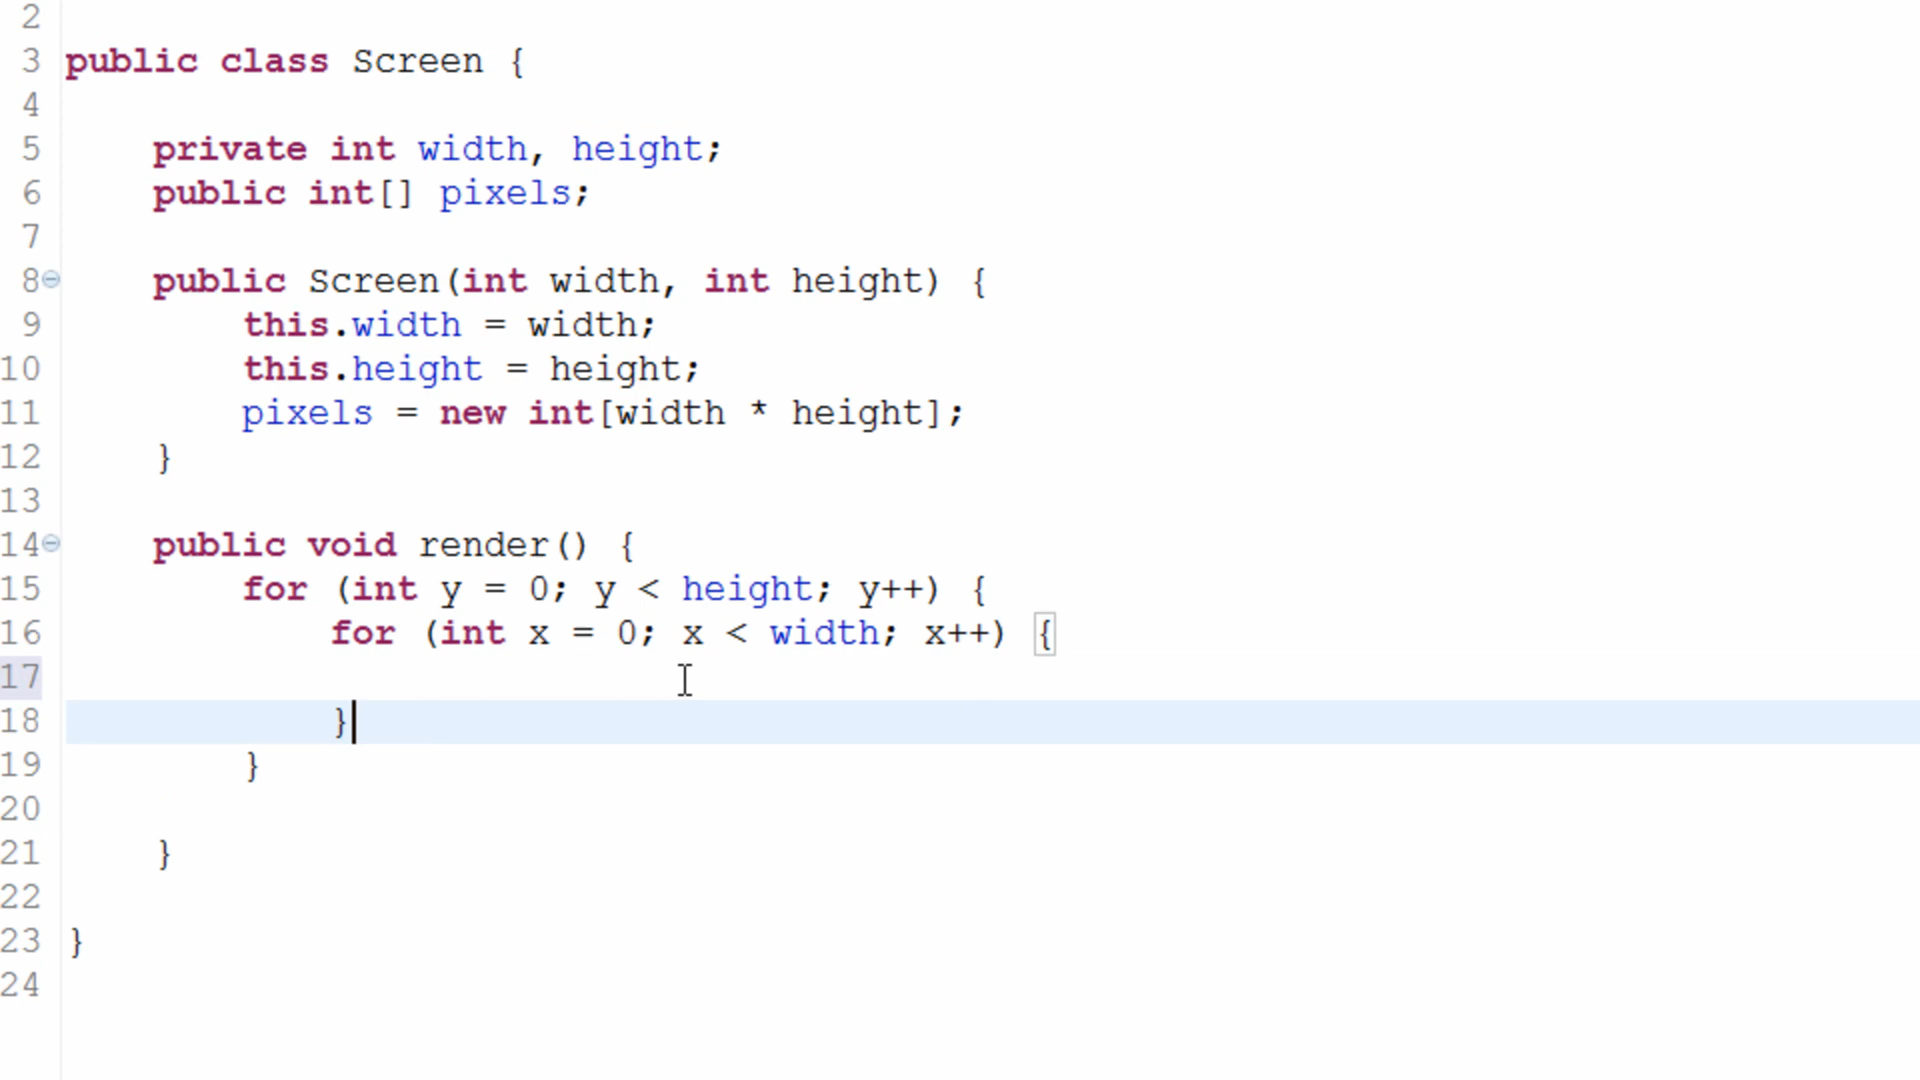 2
3 public class Screen {
4
5 private int width, height;
6 public int[] pixels;
7
8 public Screen(int width, int height) {
9 this.width = width;
10 this.height = height;
11 pixels = new int[width * height];
12 }
13
14 public void render() {
15 for (int y = 0; y < height; y++) {
16 for (int x = 0; x < width; x++) {
17
18 }
19 }
20
21 }
22
23 }
24